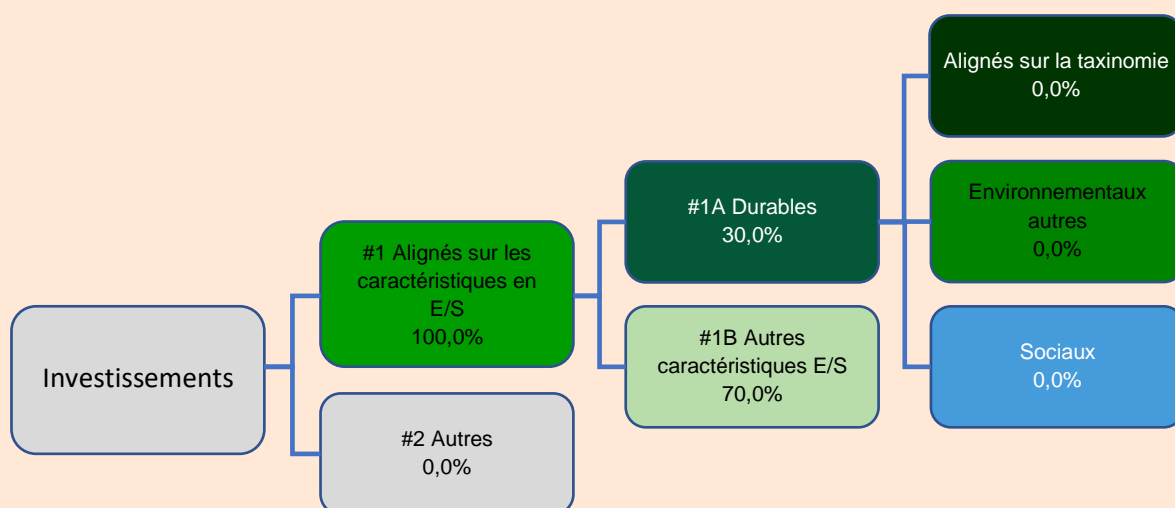 Investissements
#1 Alignés sur les
caractéristiques en
E/S
100,0%
#2 Autres
0,0%
#1A Durables
30,0%
#1B Autres
caractéristiques E/S
70,0%
Alignés sur la taxinomie
0,0%
Environnementaux
autres
0,0%
Sociaux
0,0%